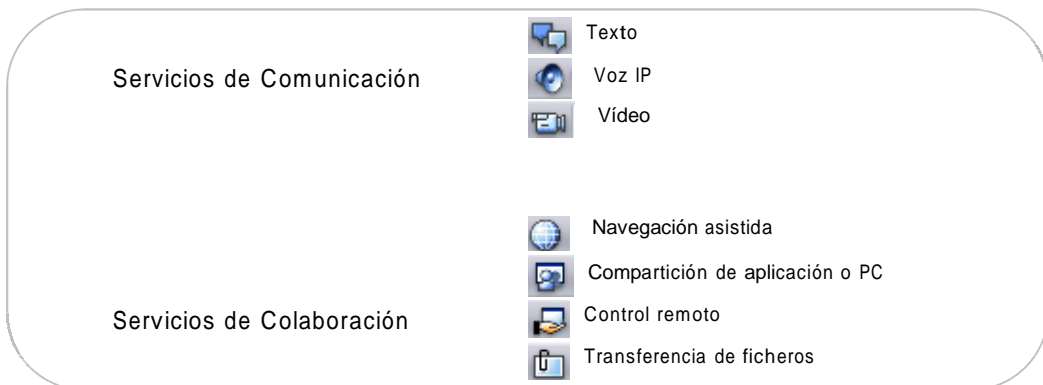 Texto
Servicios de Comunicación
Voz IP
Vídeo
Navegación asistida
Compartición de aplicación o PC
Servicios de Colaboración
Control remoto
Transferencia de ficheros